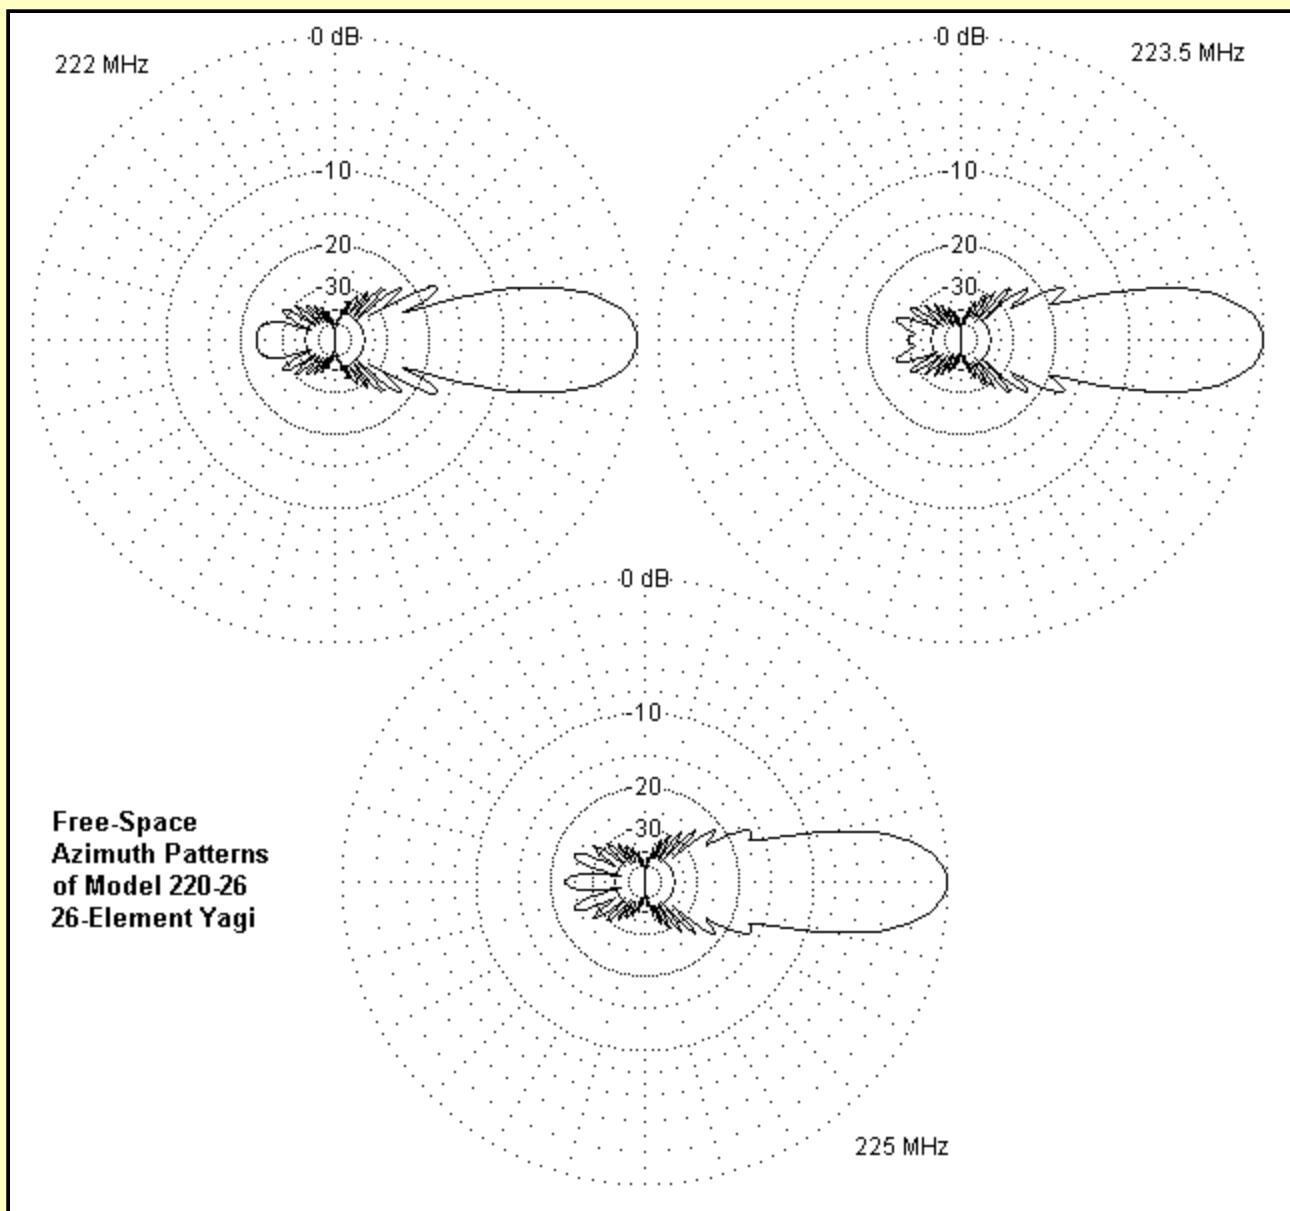 222 MHz
0 dB
-10
-20
-30
223.5 MHz
0 dB
-10
-20
-30
0 dB
-10
-20
-30
225 MHz
Free-Space
Azimuth Patterns
of Model 220-26
26-Element Yagi